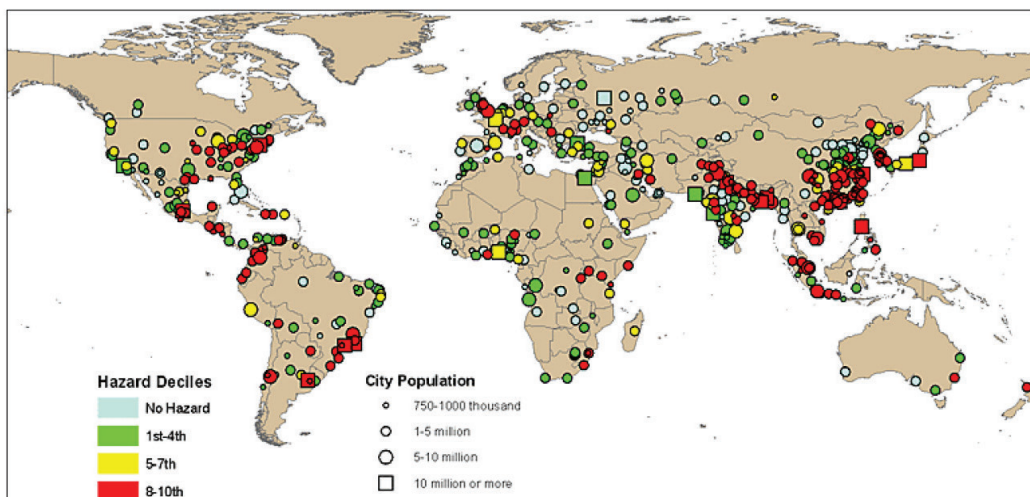 Hazard Deciles
No Hazard
1st-4th
5-7th
8-10th
City Population
750-1000 thousand
1-5 million
5-10 million
10 million or more